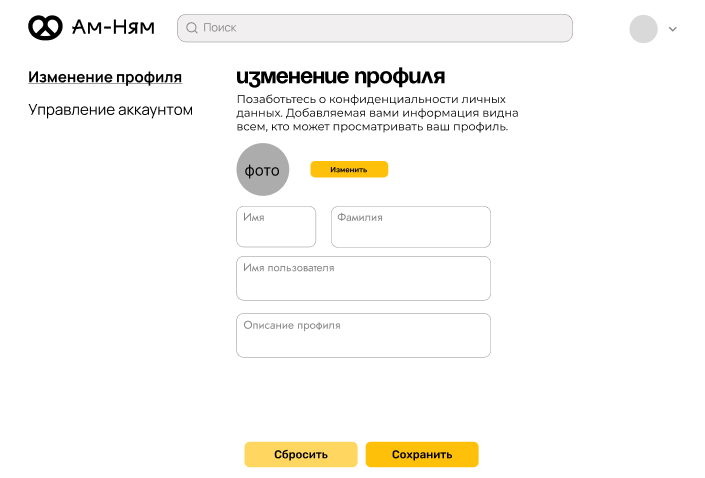 Ам-Ням
Поиск
Изменение профиля
Управление аккаунтом
изменение профиля
Позаботьтесь о конфиденциальности личных
данных. Добавляемая вами информация видна
всем, кто может просматривать ваш профиль.
фото
Изменить
Имя
Фамилия
Имя пользователя
Описание профиля
Сбросить
Сохранить